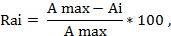 Rai = (A max − Ai) / A max * 100 ,